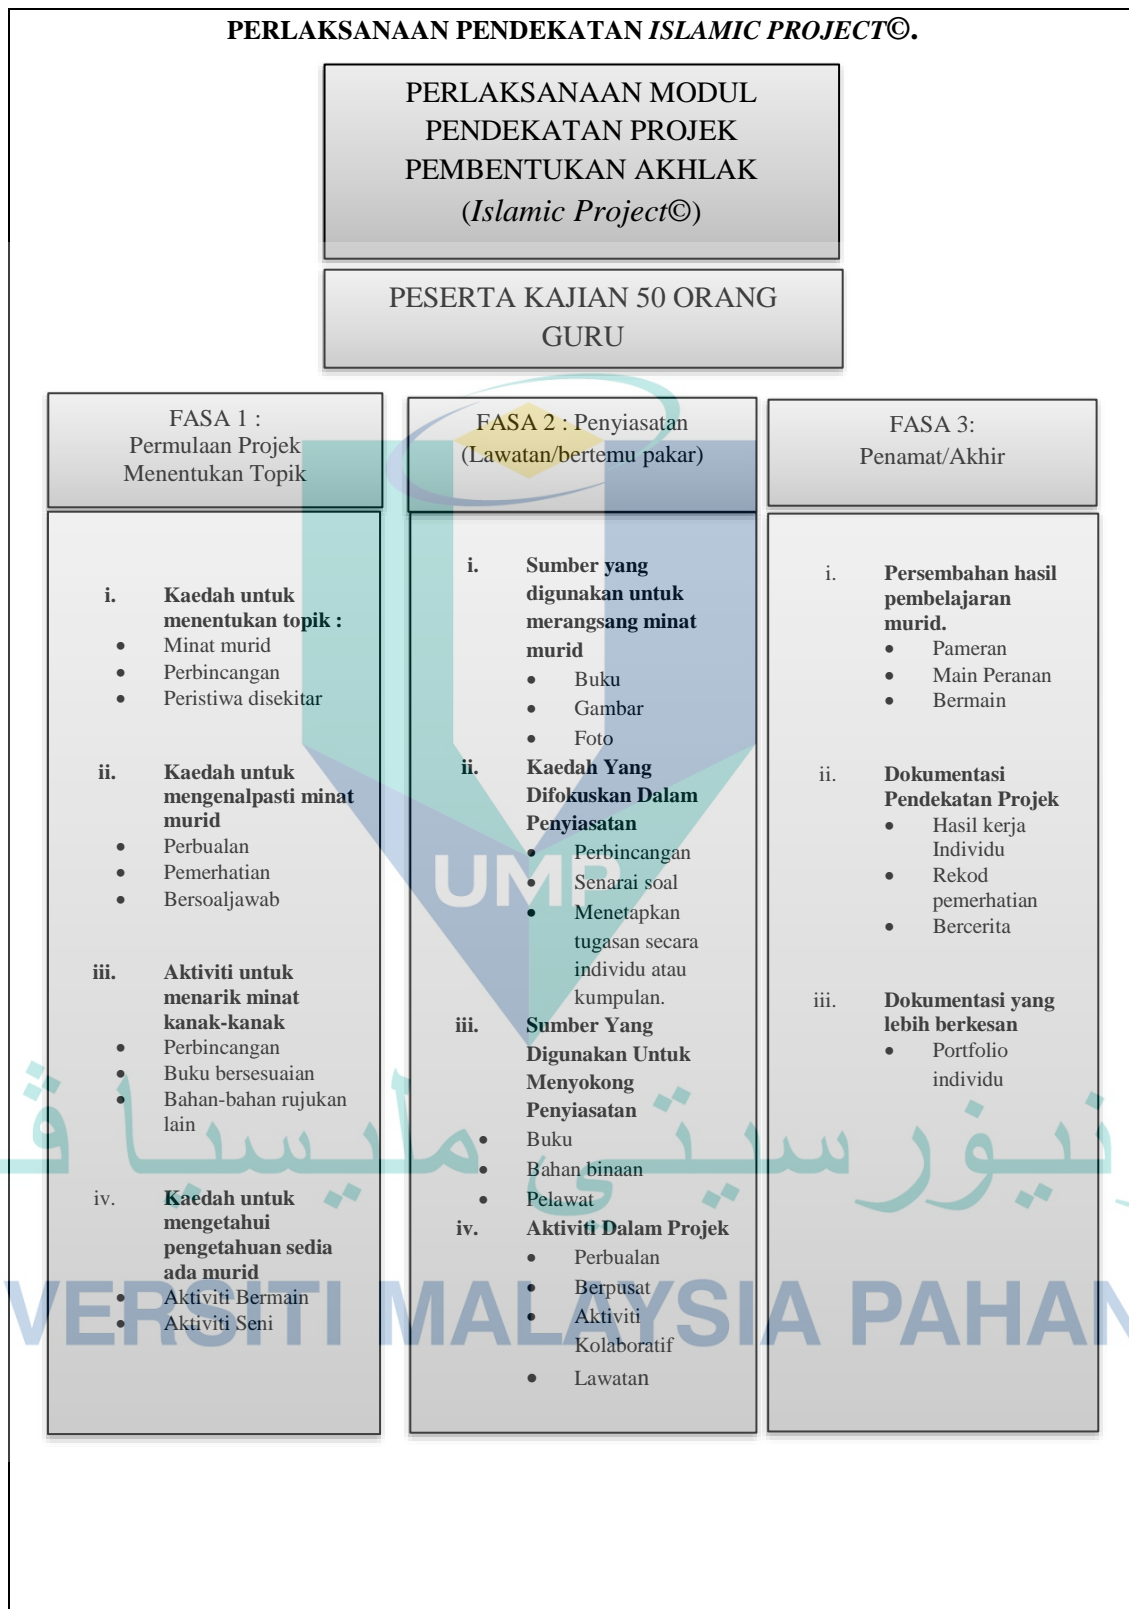 PERLAKSANAAN PENDEKATAN ISLAMIC PROJECT©.
PERLAKSANAAN MODUL
PENDEKATAN PROJEK
PEMBENTUKAN AKHLAK
(Islamic Project©)
PESERTA KAJIAN 50 ORANG
GURU
FASA 1 :
Permulaan Projek
Menentukan Topik
i. Kaedah untuk
menentukan topik :
• Minat murid
• Perbincangan
• Peristiwa disekitar
ii. Kaedah untuk
mengenalpasti minat
murid
• Perbualan
• Pemerhatian
• Bersoaljawab
iii. Aktiviti untuk
menarik minat
kanak-kanak
• Perbincangan
• Buku bersesuaian
• Bahan-bahan rujukan
lain
iv. Kaedah untuk
mengetahui
pengetahuan sedia
ada murid
• Aktiviti Bermain
• Aktiviti Seni
FASA 2 : Penyiasatan
(Lawatan/bertemu pakar)
i. Sumber yang
digunakan untuk
merangsang minat
murid
• Buku
• Gambar
• Foto
ii. Kaedah Yang
Difokuskan Dalam
Penyiasatan
• Perbincangan
• Senarai soal
• Menetapkan
tugasan secara
individu atau
kumpulan.
iii. Sumber Yang
Digunakan Untuk
Menyokong
Penyiasatan
• Buku
• Bahan binaan
• Pelawat
iv. Aktiviti Dalam Projek
• Perbualan
• Berpusat
• Aktiviti
Kolaboratif
• Lawatan
FASA 3:
Penamat/Akhir
i. Persembahan hasil
pembelajaran
murid.
• Pameran
• Main Peranan
• Bermain
ii. Dokumentasi
Pendekatan Projek
• Hasil kerja
Individu
• Rekod
pemerhatian
• Bercerita
iii. Dokumentasi yang
lebih berkesan
• Portfolio
individu
UMP
نيۏرسيتي مليسيا ڤ
VERSITI MALAYSIA PAHAN